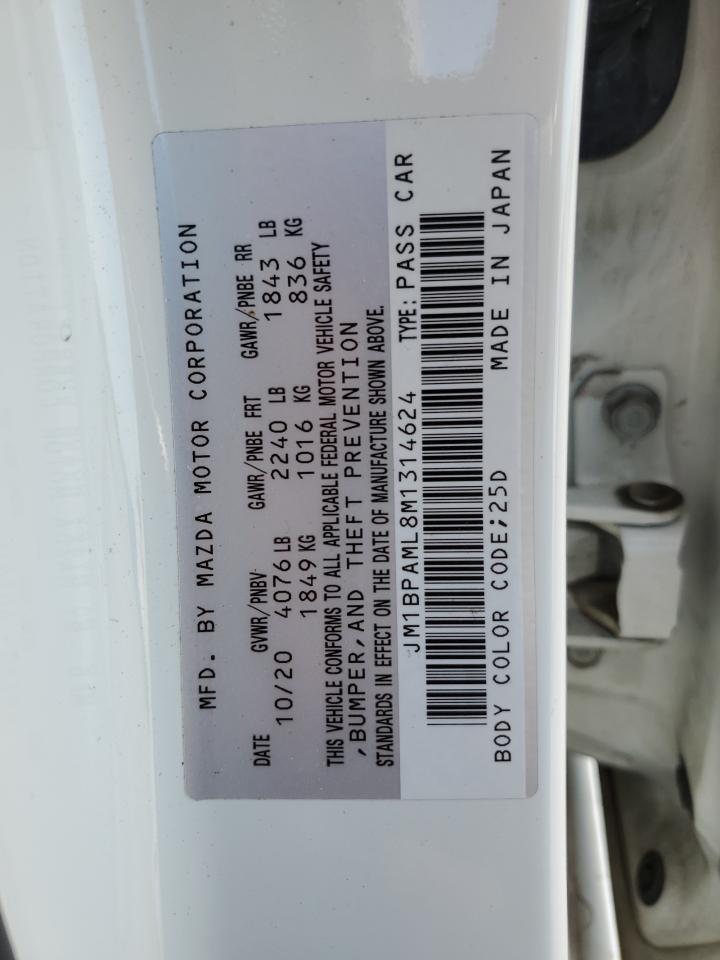 MFD. BY MAZDA MOTOR CORPORATION
DATE GVWR/PNBV GAWR/PNBE FRT GAWR/PNBE RR
10/20 4076 LB 2240 LB 1843 LB
1849 KG 1016 KG 836 KG
THIS VEHICLE CONFORMS TO ALL APPLICABLE FEDERAL MOTOR VEHICLE SAFETY
,BUMPER,AND THEFT PREVENTION
STANDARDS IN EFFECT ON THE DATE OF MANUFACTURE SHOWN ABOVE.
JM1BPAML8M1314624 TYPE: PASS CAR
BODY COLOR CODE;25D MADE IN JAPAN